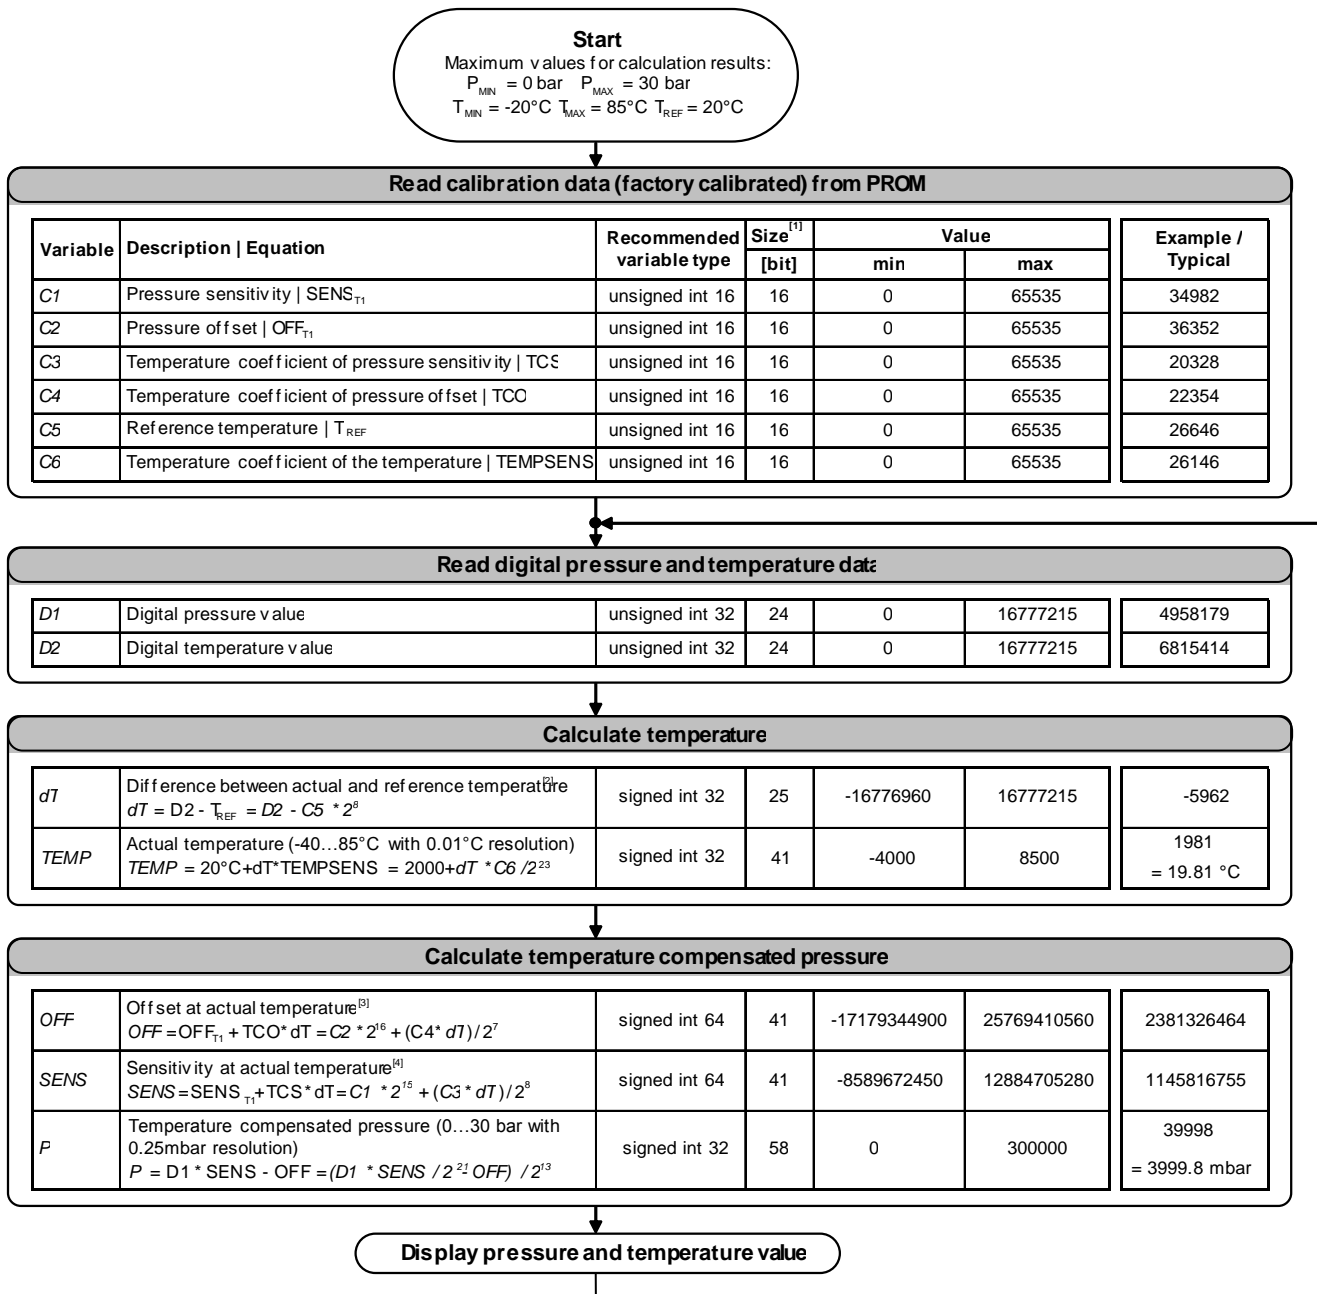 Start
Maximum values for calculation results:
P_MIN = 0 bar P_MAX = 30 bar
T_MIN = -20°C T_MAX = 85°C T_REF = 20°C
Read calibration data (factory calibrated) from PROM
Variable Description | Equation Recommended variable type Size[1] [bit] Value min max Example / Typical
C1 Pressure sensitivity | SENS_T1 unsigned int 16 16 0 65535 34982
C2 Pressure offset | OFF_T1 unsigned int 16 16 0 65535 36352
C3 Temperature coefficient of pressure sensitivity | TCS unsigned int 16 16 0 65535 20328
C4 Temperature coefficient of pressure offset | TCO unsigned int 16 16 0 65535 22354
C5 Reference temperature | T_REF unsigned int 16 16 0 65535 26646
C6 Temperature coefficient of the temperature | TEMPSENS unsigned int 16 16 0 65535 26146
Read digital pressure and temperature data
D1 Digital pressure value unsigned int 32 24 0 16777215 4958179
D2 Digital temperature value unsigned int 32 24 0 16777215 6815414
Calculate temperature
dT Difference between actual and reference temperature[2]
dT = D2 - T_REF = D2 - C5 * 2^8 signed int 32 25 -16776960 16777215 -5962
TEMP Actual temperature (-40…85°C with 0.01°C resolution)
TEMP = 20°C+dT*TEMPSENS = 2000+dT *C6 /2^23 signed int 32 41 -4000 8500 1981
= 19.81 °C
Calculate temperature compensated pressure
OFF Offset at actual temperature[3]
OFF=OFF_T1 + TCO* dT = C2 * 2^16 + (C4* dT)/ 2^7 signed int 64 41 -17179344900 25769410560 2381326464
SENS Sensitivity at actual temperature[4]
SENS=SENS_T1+TCS* dT= C1 * 2^15 + (C3 * dT)/ 2^8 signed int 64 41 -8589672450 12884705280 1145816755
P Temperature compensated pressure (0…30 bar with
0.25mbar resolution)
P = D1 * SENS - OFF =(D1 * SENS / 2^21 - OFF) / 2^13 signed int 32 58 0 300000 39998
= 3999.8 mbar
Display pressure and temperature value